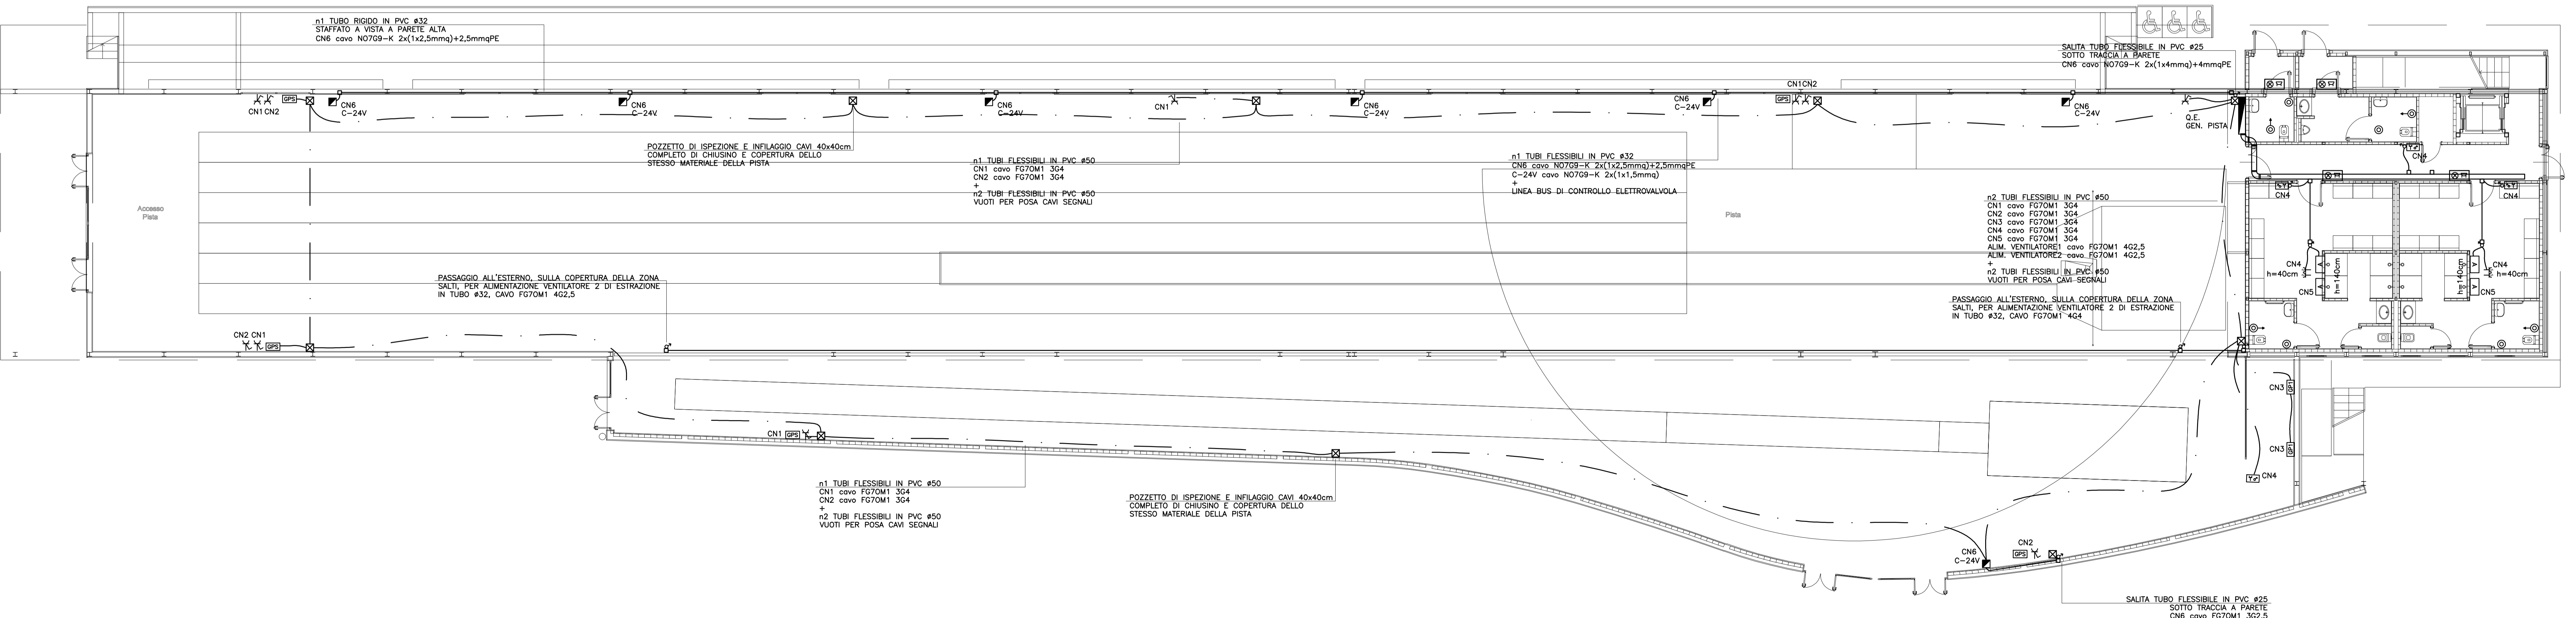 n1 TUBO RIGIDO IN PVC ø32
STAFFATO A VISTA A PARETE ALTA
CN6 cavo NO7G9-K 2x(1x2,5mmq)+2,5mmqPE
SALITA TUBO FLESSIBILE IN PVC ø25
SOTTO TRACCIA A PARETE
CN6 cavo NO7G9-K 2x(1x4mmq)+4mmqPE
CN1 CN2
GPS
CN6
C-24V
CN6
C-24V
CN6
C-24V
CN1
CN6
C-24V
CN6
C-24V
CN1CN2
GPS
CN6
C-24V
Q.E.
GEN. PISTA
POZZETTO DI ISPEZIONE E INFILAGGIO CAVI 40x40cm
COMPLETO DI CHIUSINO E COPERTURA DELLO
STESSO MATERIALE DELLA PISTA
n1 TUBI FLESSIBILI IN PVC ø50
CN1 cavo FG7OM1 3G4
CN2 cavo FG7OM1 3G4
+
n2 TUBI FLESSIBILI IN PVC ø50
VUOTI PER POSA CAVI SEGNALI
n1 TUBI FLESSIBILI IN PVC ø32
CN6 cavo NO7G9-K 2x(1x2,5mmq)+2,5mmqPE
C-24V cavo NO7G9-K 2x(1x1,5mmq)
+
LINEA BUS DI CONTROLLO ELETTROVALVOLA
CN4
CN4
CN4
Accesso
Pista
Pista
n2 TUBI FLESSIBILI IN PVC ø50
CN1 cavo FG7OM1 3G4
CN2 cavo FG7OM1 3G4
CN3 cavo FG7OM1 3G4
CN4 cavo FG7OM1 3G4
CN5 cavo FG7OM1 3G4
ALIM. VENTILATORE1 cavo FG7OM1 4G2,5
ALIM. VENTILATORE2 cavo FG7OM1 4G2,5
+
n2 TUBI FLESSIBILI IN PVC ø50
VUOTI PER POSA CAVI SEGNALI
CN4
h=40cm
A
A
h=140cm
CN5
h=140cm
A
A
CN4
h=40cm
CN5
PASSAGGIO ALL'ESTERNO, SULLA COPERTURA DELLA ZONA
SALTI, PER ALIMENTAZIONE VENTILATORE 2 DI ESTRAZIONE
IN TUBO ø32, CAVO FG7OM1 4G2,5
PASSAGGIO ALL'ESTERNO, SULLA COPERTURA DELLA ZONA
SALTI, PER ALIMENTAZIONE VENTILATORE 2 DI ESTRAZIONE
IN TUBO ø32, CAVO FG7OM1 4G4
CN2 CN1
GPS
CN3
CN3
CN4
CN1
GPS
n1 TUBI FLESSIBILI IN PVC ø50
CN1 cavo FG7OM1 3G4
CN2 cavo FG7OM1 3G4
+
n2 TUBI FLESSIBILI IN PVC ø50
VUOTI PER POSA CAVI SEGNALI
POZZETTO DI ISPEZIONE E INFILAGGIO CAVI 40x40cm
COMPLETO DI CHIUSINO E COPERTURA DELLO
STESSO MATERIALE DELLA PISTA
CN6
C-24V
CN2
GPS
SALITA TUBO FLESSIBILE IN PVC ø25
SOTTO TRACCIA A PARETE
CN6 cavo FG7OM1 3G2,5